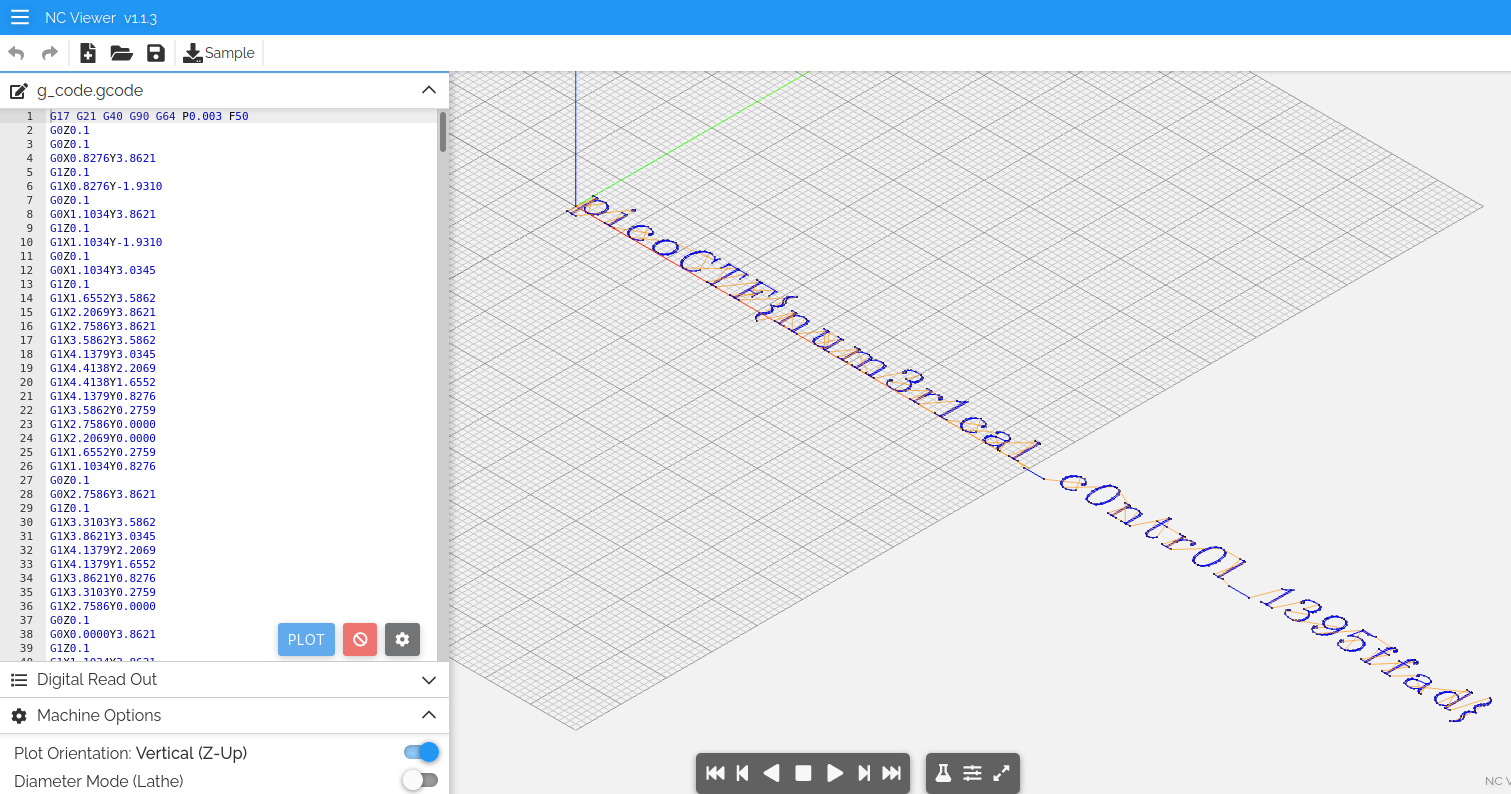 NC Viewer v1.1.3
Sample
g_code.gcode
1 G17 G21 G40 G90 G64 P0.003 F50
2 G0Z0.1
3 G0Z0.1
4 G0X0.8276Y3.8621
5 G1Z0.1
6 G1X0.8276Y-1.9310
7 G0Z0.1
8 G0X1.1034Y3.8621
9 G1Z0.1
10 G1X1.1034Y-1.9310
11 G0Z0.1
12 G0X1.1034Y3.0345
13 G1Z0.1
14 G1X1.6552Y3.5862
15 G1X2.2069Y3.8621
16 G1X2.7586Y3.8621
17 G1X3.5862Y3.5862
18 G1X4.1379Y3.0345
19 G1X4.4138Y2.2069
20 G1X4.4138Y1.6552
21 G1X4.1379Y0.8276
22 G1X3.5862Y0.2759
23 G1X2.7586Y0.0000
24 G1X2.2069Y0.0000
25 G1X1.6552Y0.2759
26 G1X1.1034Y0.8276
27 G0Z0.1
28 G0X2.7586Y3.8621
29 G1Z0.1
30 G1X3.3103Y3.5862
31 G1X3.8621Y3.0345
32 G1X4.1379Y2.2069
33 G1X4.1379Y1.6552
34 G1X3.8621Y0.8276
35 G1X3.3103Y0.2759
36 G1X2.7586Y0.0000
37 G0Z0.1
38 G0X0.0000Y3.8621
39 G1Z0.1
40 G1X1.1034Y3.8621
PLOT
Digital Read Out
Machine Options
Plot Orientation: Vertical (Z-Up)
Diameter Mode (Lathe)
picoCTF{num3r1cal_c0ntr0l_1395ffad}
NC V